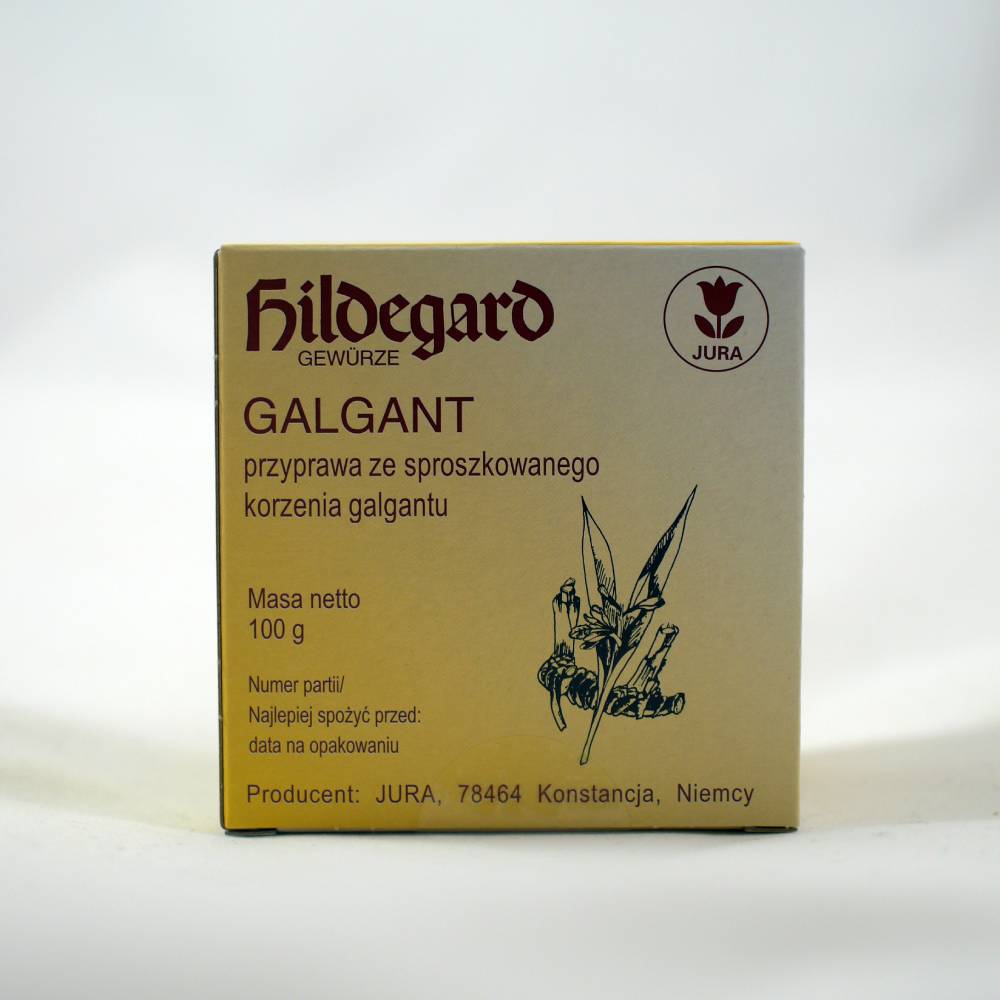 Hildegard
GEWÜRZE
JURA
GALGANT
przyprawa ze sproszkowanego
korzenia galgantu
Masa netto
100 g
Numer partii/
Najlepiej spożyć przed:
data na opakowaniu
Producent: JURA, 78464 Konstancja, Niemcy